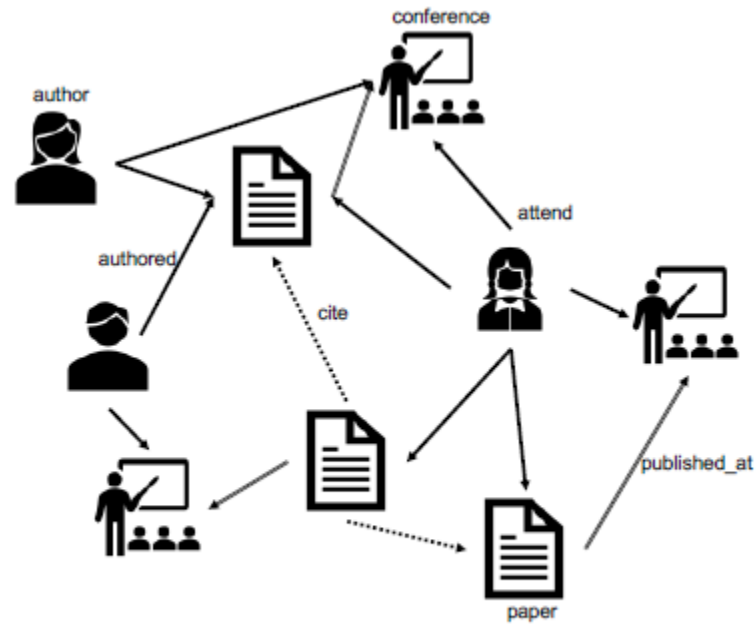 conference
author
attend
authored
cite
published_at
paper